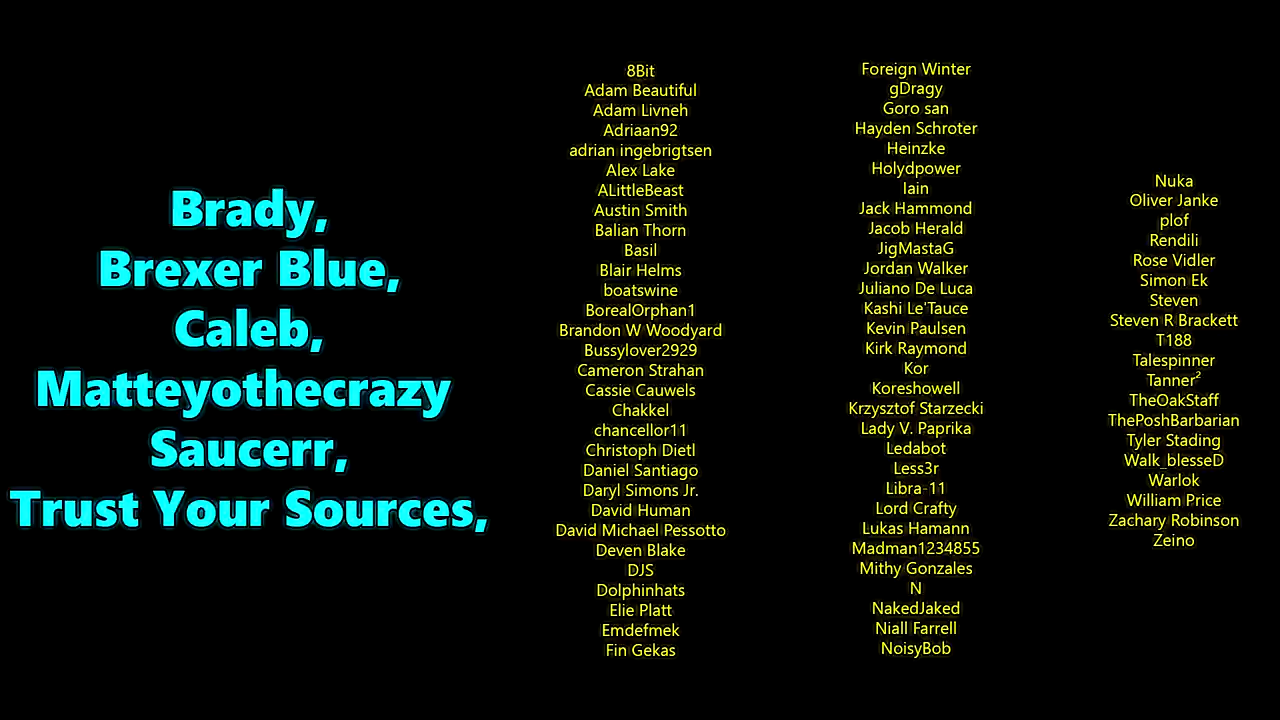 Brady,
Brexer Blue,
Caleb,
Matteyothecrazy
Saucerr,
Trust Your Sources,
8Bit
Adam Beautiful
Adam Livneh
Adriaan92
adrian ingebrigtsen
Alex Lake
ALittleBeast
Austin Smith
Balian Thorn
Basil
Blair Helms
boatswine
BorealOrphan1
Brandon W Woodyard
Bussylover2929
Cameron Strahan
Cassie Cauwels
Chakkel
chancellor11
Christoph Dietl
Daniel Santiago
Daryl Simons Jr.
David Human
David Michael Pessotto
Deven Blake
DJS
Dolphinhats
Elie Platt
Emdefmek
Fin Gekas
Foreign Winter
gDragy
Goro san
Hayden Schroter
Heinzke
Holydpower
Iain
Jack Hammond
Jacob Herald
JigMastaG
Jordan Walker
Juliano De Luca
Kashi Le'Tauce
Kevin Paulsen
Kirk Raymond
Kor
Koreshowell
Krzysztof Starzecki
Lady V. Paprika
Ledabot
Less3r
Libra-11
Lord Crafty
Lukas Hamann
Madman1234855
Mithy Gonzales
N
NakedJaked
Niall Farrell
NoisyBob
Nuka
Oliver Janke
plof
Rendili
Rose Vidler
Simon Ek
Steven
Steven R Brackett
T188
Talespinner
Tanner²
TheOakStaff
ThePoshBarbarian
Tyler Stading
Walk_blesseD
Warlok
William Price
Zachary Robinson
Zeino